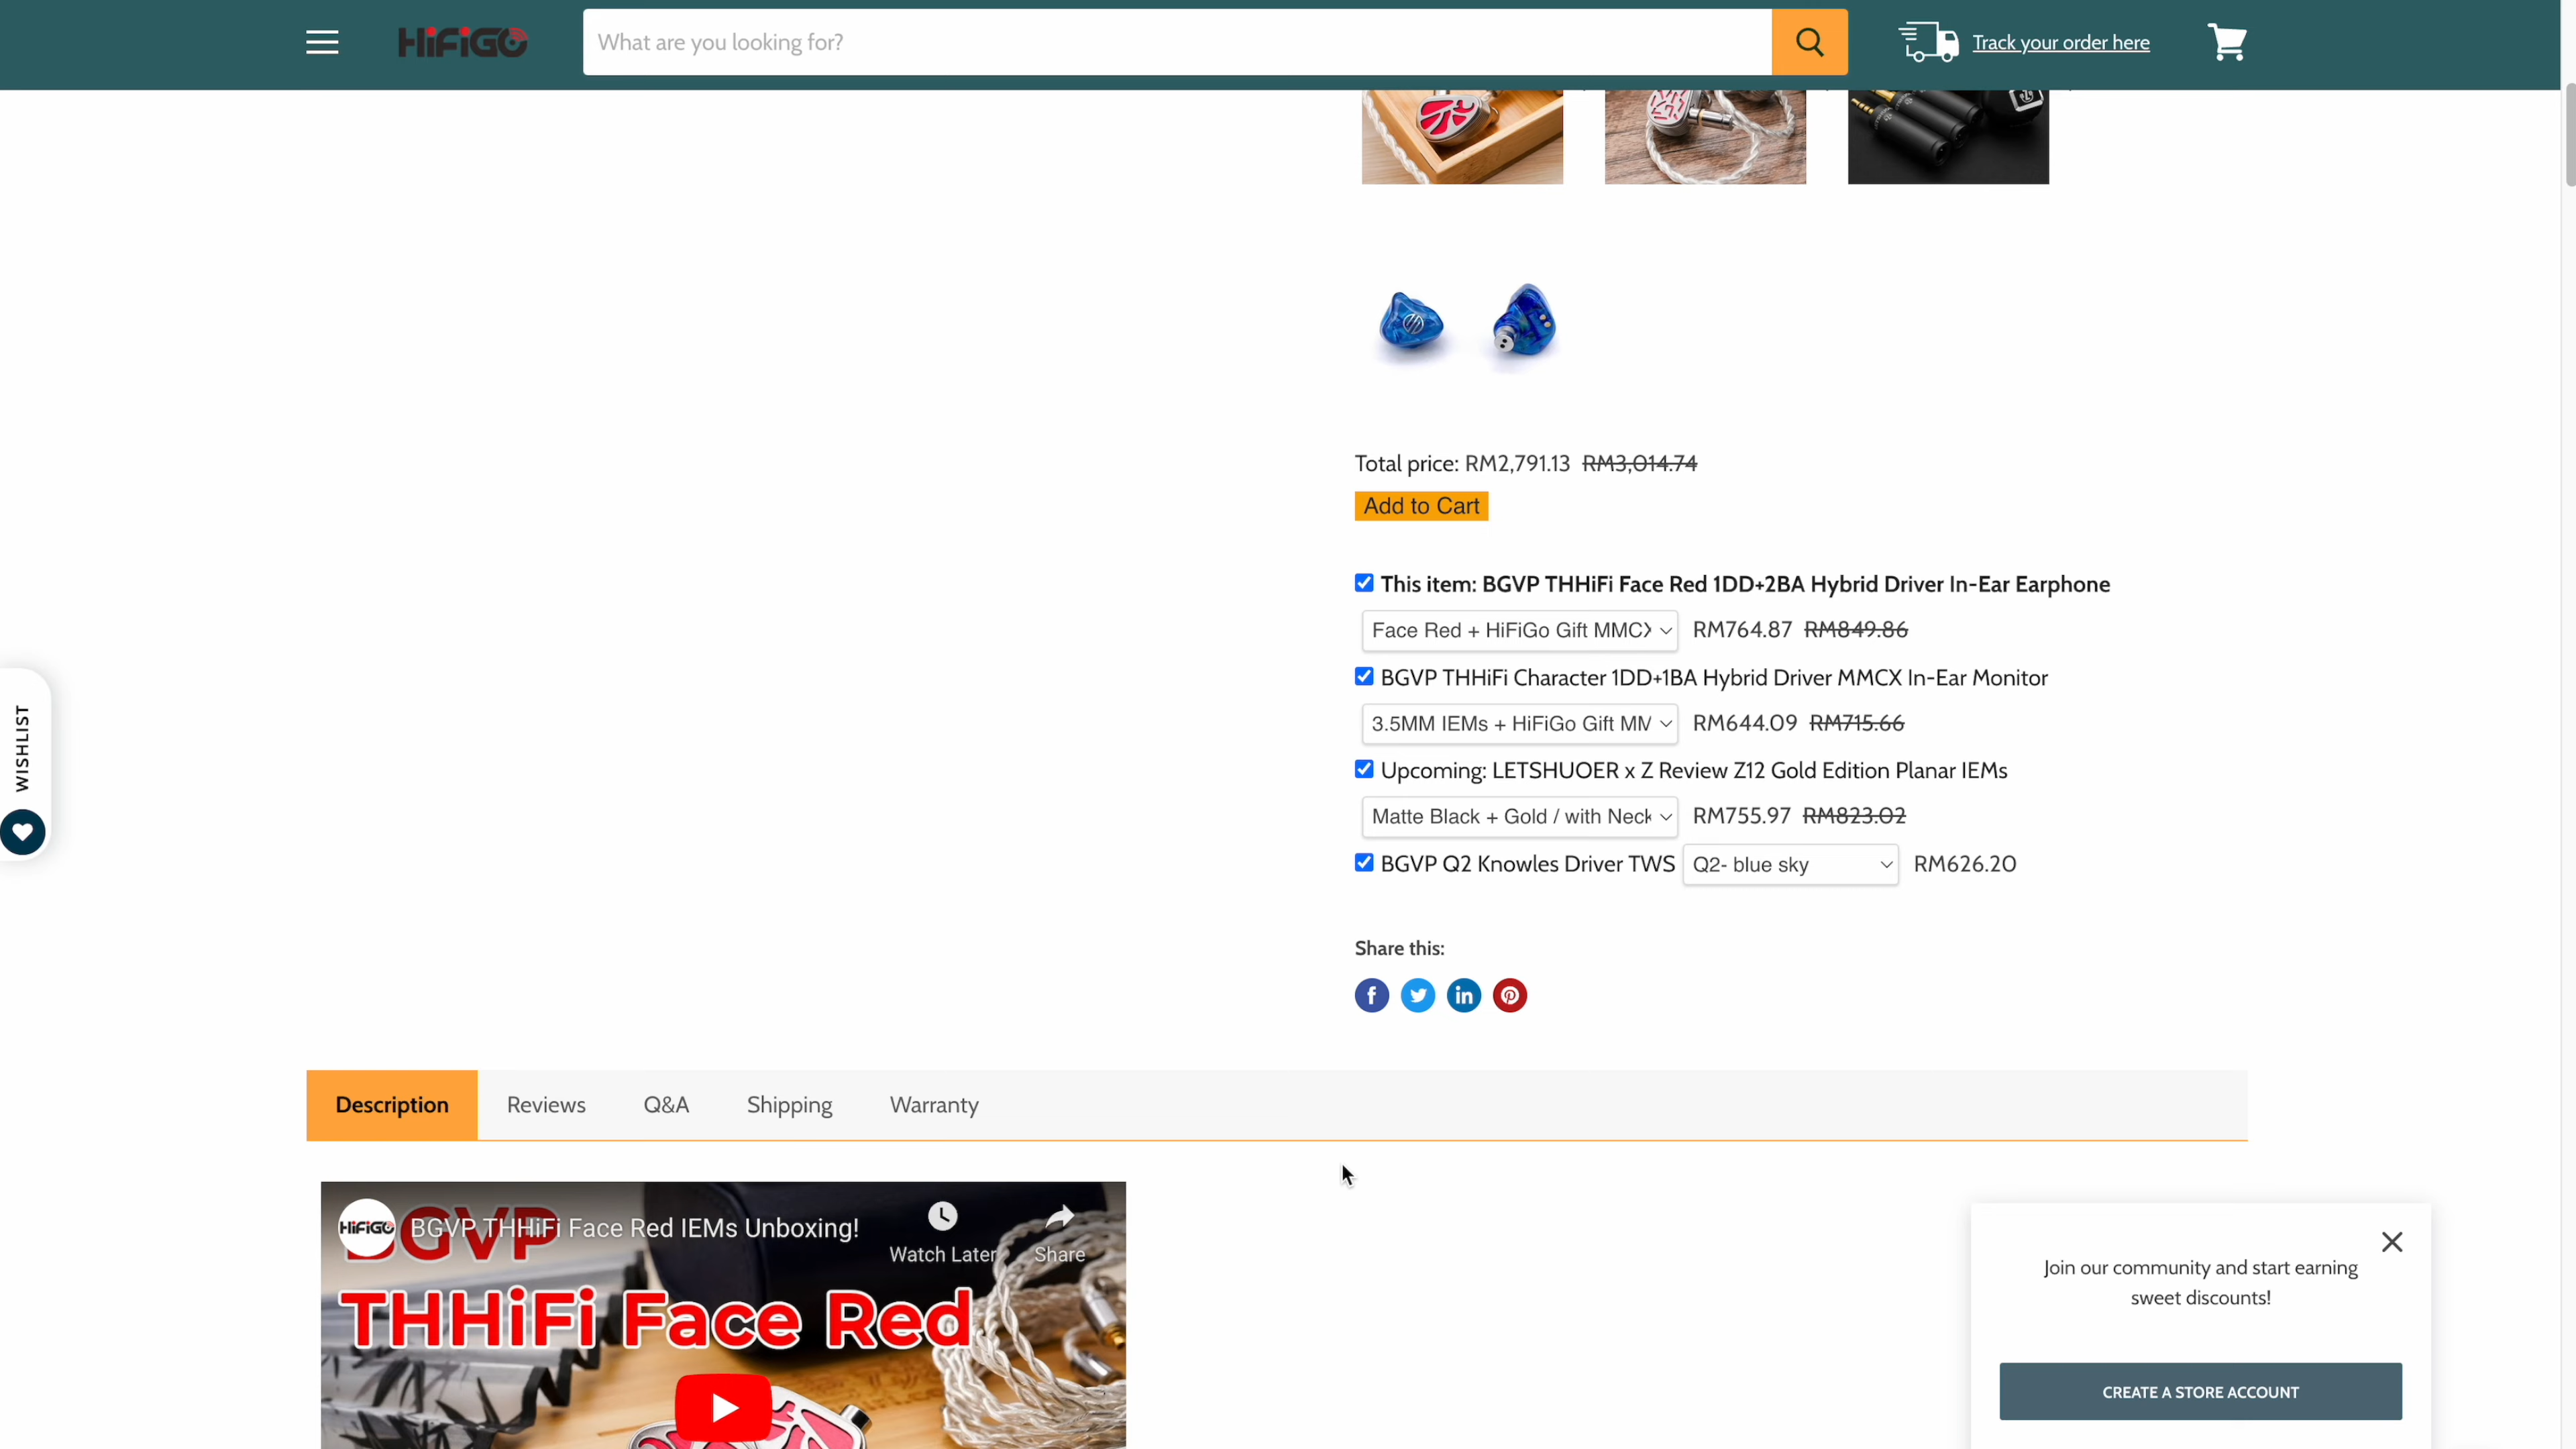 HiFiGO
What are you looking for?
Track your order here
Total price: RM2,791.13 RM3,014.74
Add to Cart
This item: BGVP THHiFi Face Red 1DD+2BA Hybrid Driver In-Ear Earphone
Face Red + HiFiGo Gift MMCX
RM764.87 RM849.86
BGVP THHiFi Character 1DD+1BA Hybrid Driver MMCX In-Ear Monitor
3.5MM IEMs + HiFiGo Gift MM
RM644.09 RM715.66
Upcoming: LETSHUOER x Z Review Z12 Gold Edition Planar IEMs
Matte Black + Gold / with Neck
RM755.97 RM823.02
BGVP Q2 Knowles Driver TWS Q2- blue sky RM626.20
WISHLIST
Share this:
Description Reviews Q&A Shipping Warranty
HiFiGO
BGVP THHiFi Face Red IEMs Unboxing!
Watch Later
Share
BGVP
THHiFi Face Red
Join our community and start earning
sweet discounts!
CREATE A STORE ACCOUNT